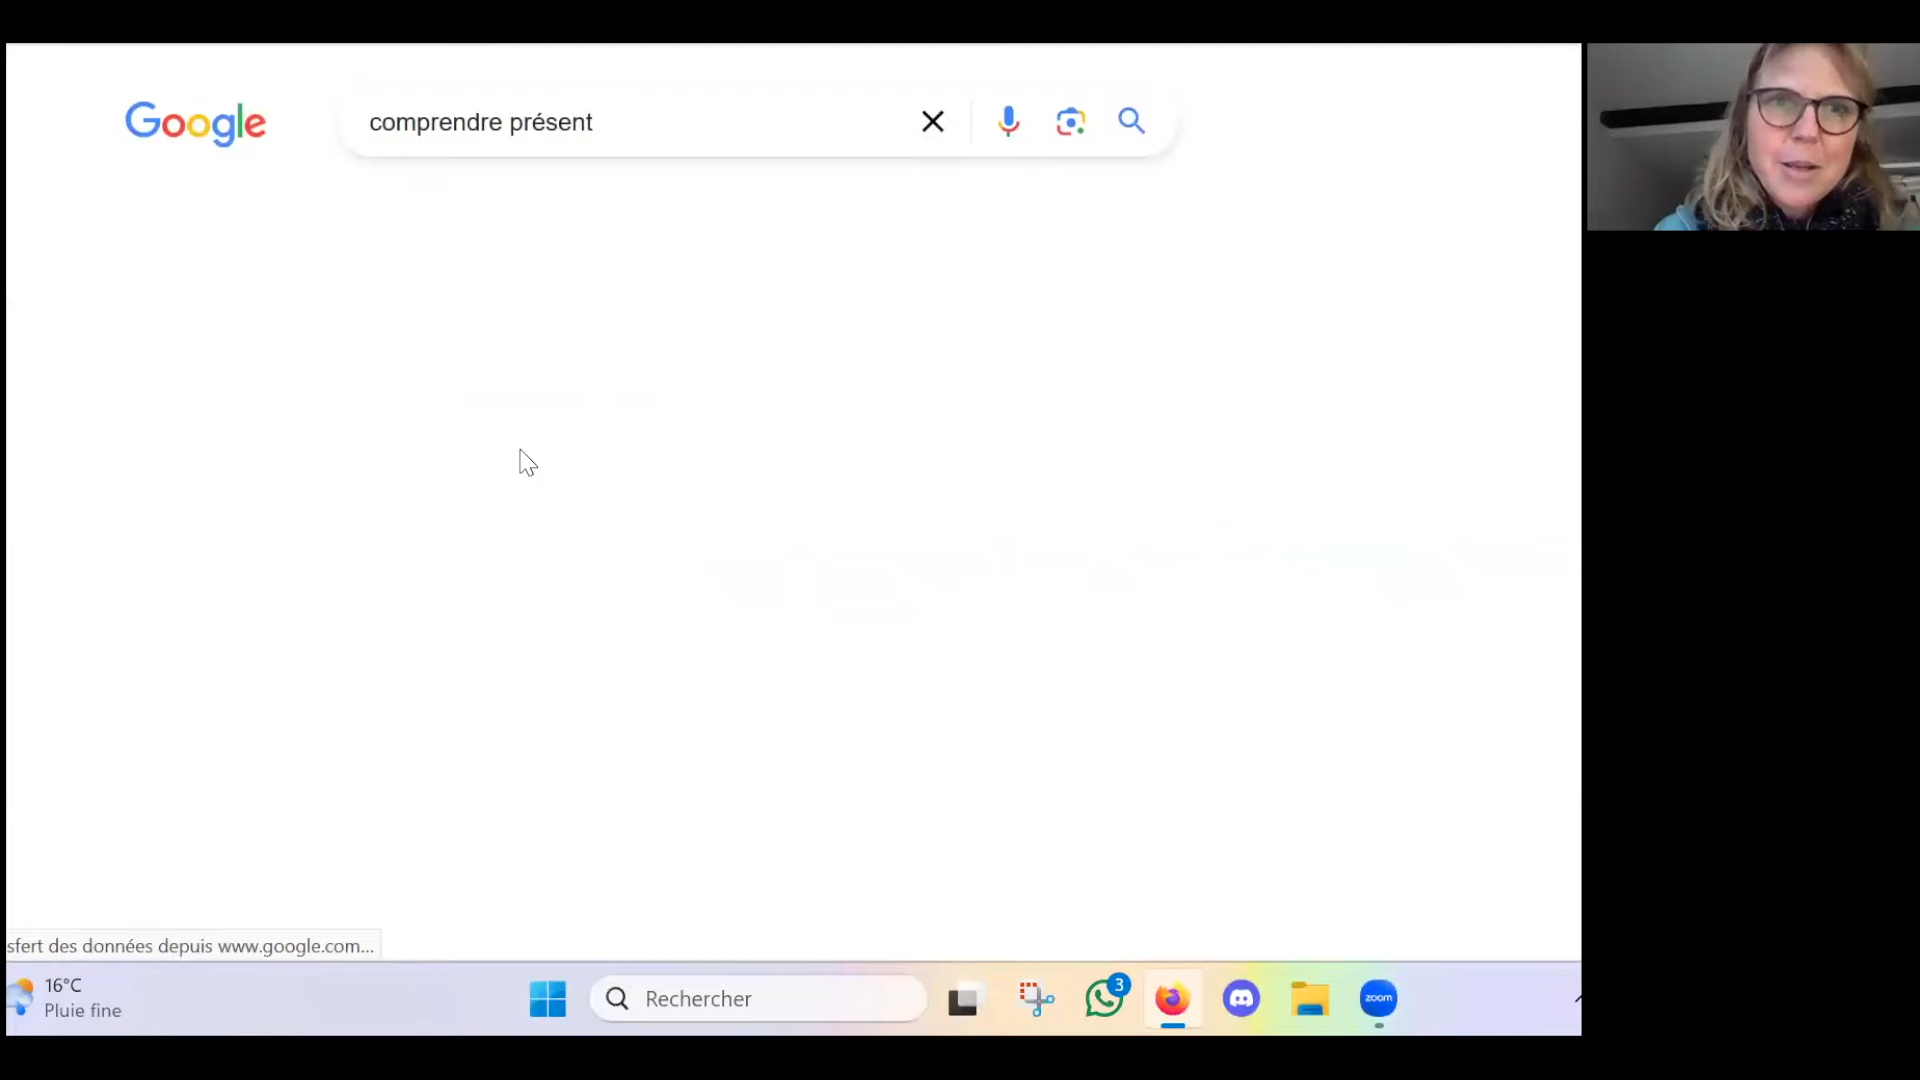 Google
comprendre présent
sfert des données depuis www.google.com...
16°C
Pluie fine
Rechercher
3
zoom